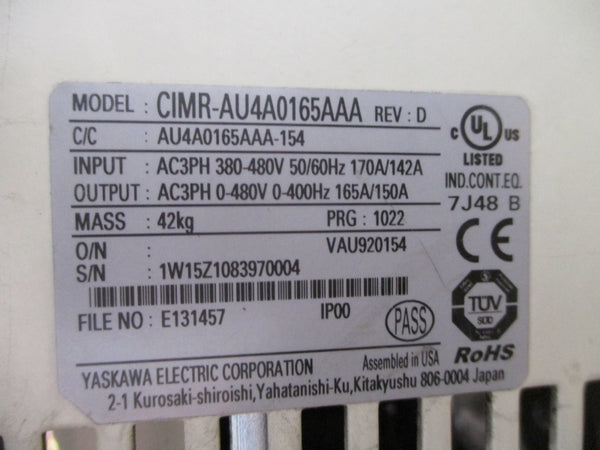 MODEL : CIMR-AU4A0165AAA REV : D
C/C : AU4A0165AAA-154
INPUT : AC3PH 380-480V 50/60Hz 170A/142A
OUTPUT : AC3PH 0-480V 0-400Hz 165A/150A
MASS : 42kg PRG : 1022
O/N : VAU920154
S/N : 1W15Z1083970004
FILE NO : E131457 IP00
PASS
YASKAWA ELECTRIC CORPORATION Assembled in USA
2-1 Kurosaki-shiroishi,Yahatanishi-Ku,Kitakyushu 806-0004 Japan
C UL US
LISTED
IND.CONT.EQ.
7J48 B
CE
TÜV
RoHS